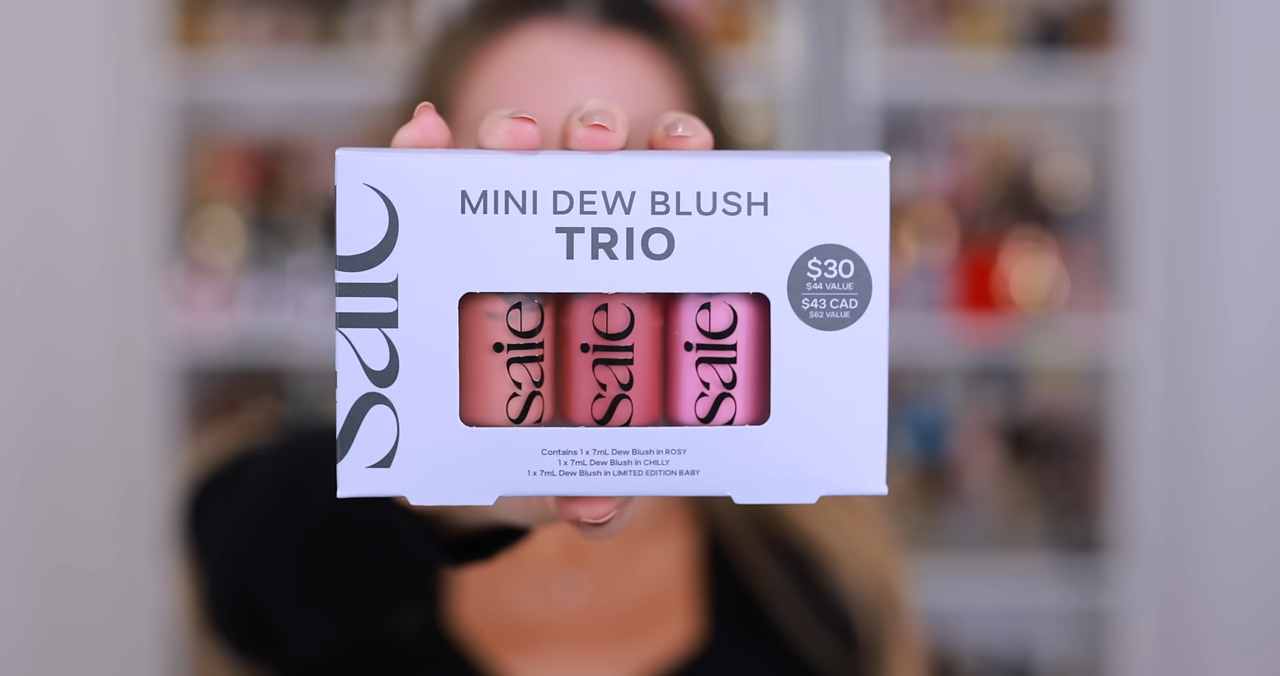 saie
MINI DEW BLUSH
TRIO
$30
$44 VALUE
$43 CAD
$62 VALUE
saie
saie
saie
Contains 1 x 7mL Dew Blush in ROSY
1 x 7mL Dew Blush in CHILLY
1 x 7mL Dew Blush in LIMITED EDITION BABY